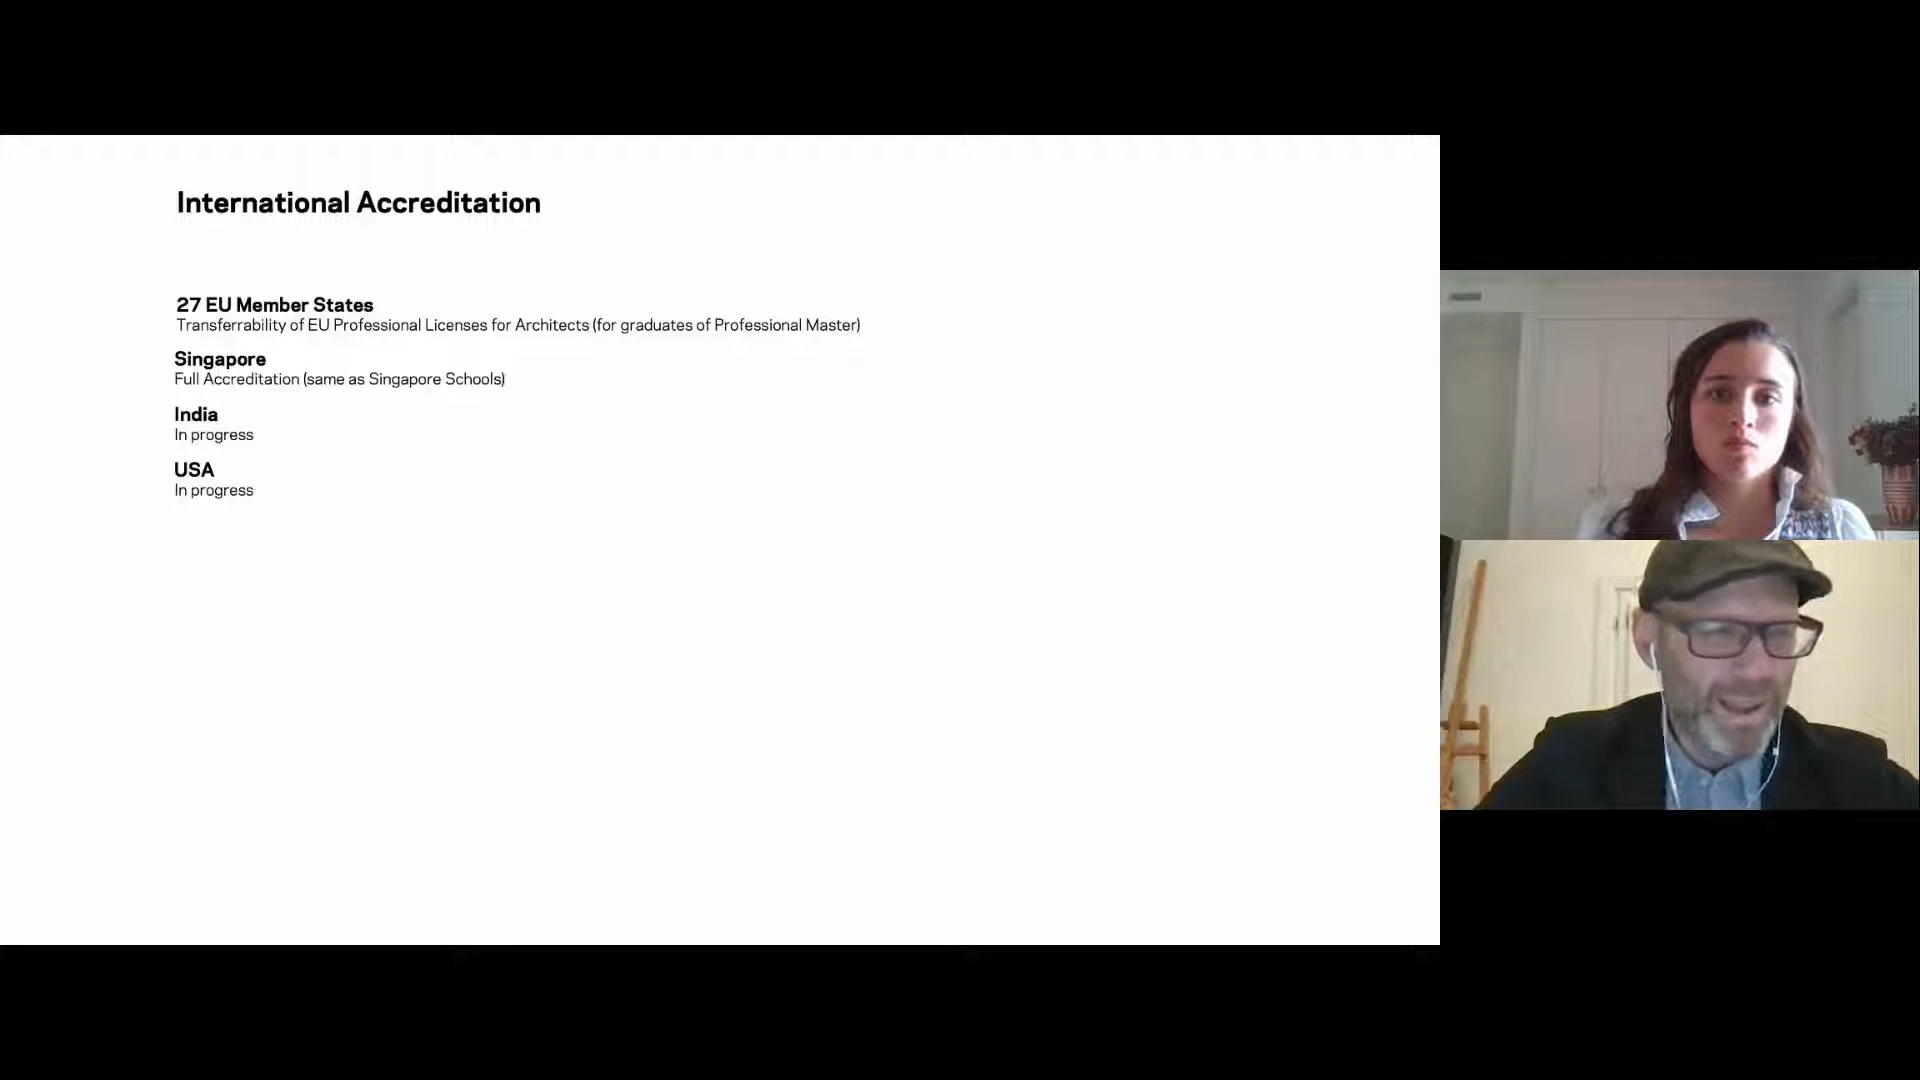 International Accreditation
27 EU Member States
Transferrability of EU Professional Licenses for Architects (for graduates of Professional Master)
Singapore
Full Accreditation (same as Singapore Schools)
India
In progress
USA
In progress